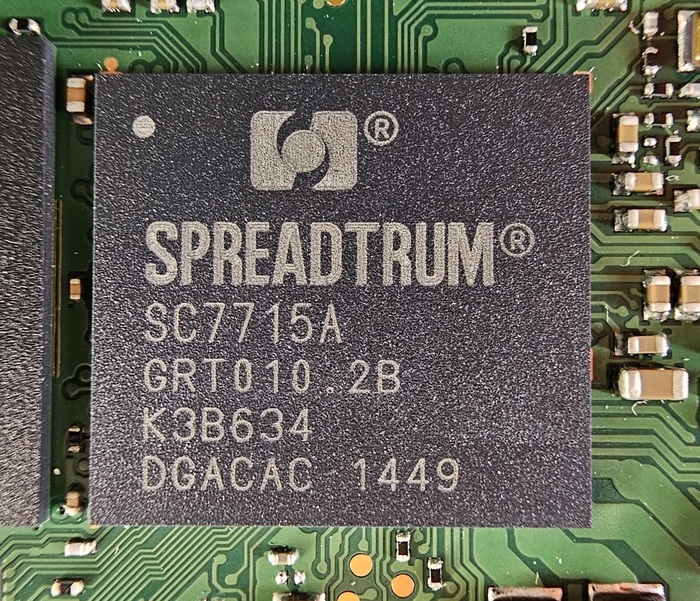 ®
SPREADTRUM®
SC7715A
GRT010.2B
K3B634
DGACAC 1449